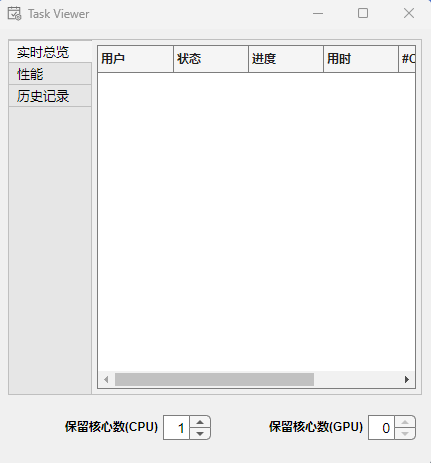 Task Viewer
实时总览
性能
历史记录
用户 状态 进度 用时 #C
保留核心数(CPU) 1 保留核心数(GPU) 0